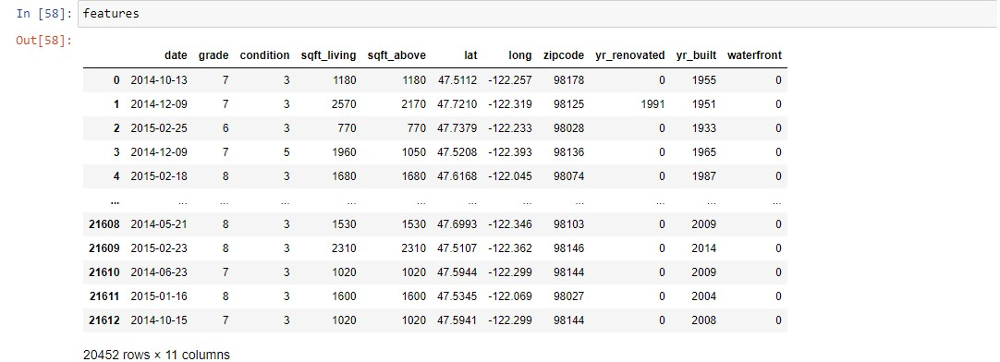 In [58]: features
Out[58]:
date grade condition sqft_living sqft_above lat long zipcode yr_renovated yr_built waterfront
0 2014-10-13 7 3 1180 1180 47.5112 -122.257 98178 0 1955 0
1 2014-12-09 7 3 2570 2170 47.7210 -122.319 98125 1991 1951 0
2 2015-02-25 6 3 770 770 47.7379 -122.233 98028 0 1933 0
3 2014-12-09 7 5 1960 1050 47.5208 -122.393 98136 0 1965 0
4 2015-02-18 8 3 1680 1680 47.6168 -122.045 98074 0 1987 0
... ... ... ... ... ... ... ... ... ... ... ...
21608 2014-05-21 8 3 1530 1530 47.6993 -122.346 98103 0 2009 0
21609 2015-02-23 8 3 2310 2310 47.5107 -122.362 98146 0 2014 0
21610 2014-06-23 7 3 1020 1020 47.5944 -122.299 98144 0 2009 0
21611 2015-01-16 8 3 1600 1600 47.5345 -122.069 98027 0 2004 0
21612 2014-10-15 7 3 1020 1020 47.5941 -122.299 98144 0 2008 0
20452 rows × 11 columns